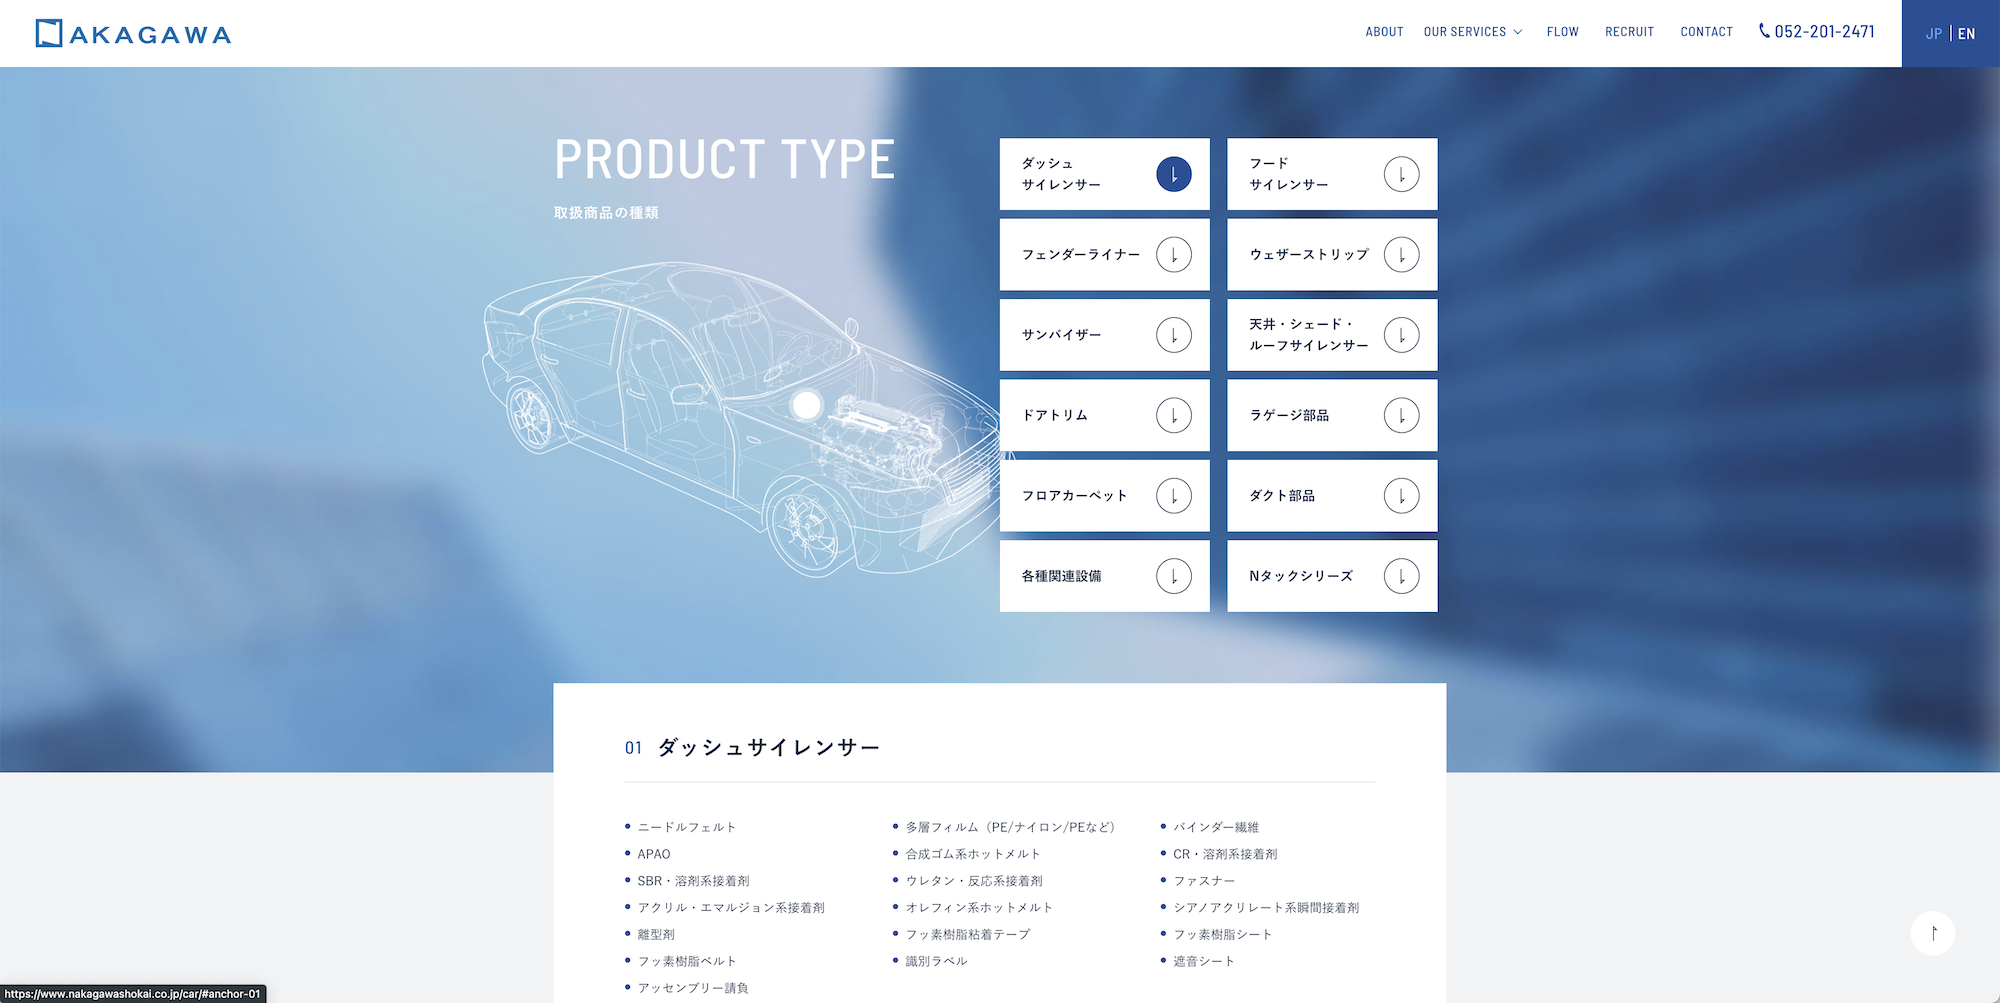 NAKAGAWA
ABOUT
OUR SERVICES
FLOW
RECRUIT
CONTACT
052-201-2471
JP | EN
PRODUCT TYPE
取扱商品の種類
ダッシュ
サイレンサー
フード
サイレンサー
フェンダーライナー
ウェザーストリップ
サンバイザー
天井・シェード・
ルーフサイレンサー
ドアトリム
ラゲージ部品
フロアカーペット
ダクト部品
各種関連設備
Nタックシリーズ
01 ダッシュサイレンサー
ニードルフェルト
多層フィルム（PE/ナイロン/PEなど）
バインダー繊維
APAO
合成ゴム系ホットメルト
CR・溶剤系接着剤
SBR・溶剤系接着剤
ウレタン・反応系接着剤
ファスナー
アクリル・エマルジョン系接着剤
オレフィン系ホットメルト
シアノアクリレート系瞬間接着剤
離型剤
フッ素樹脂粘着テープ
フッ素樹脂シート
フッ素樹脂ベルト
識別ラベル
遮音シート
アッセンブリー請負
https://www.nakagawashokai.co.jp/car/#anchor-01